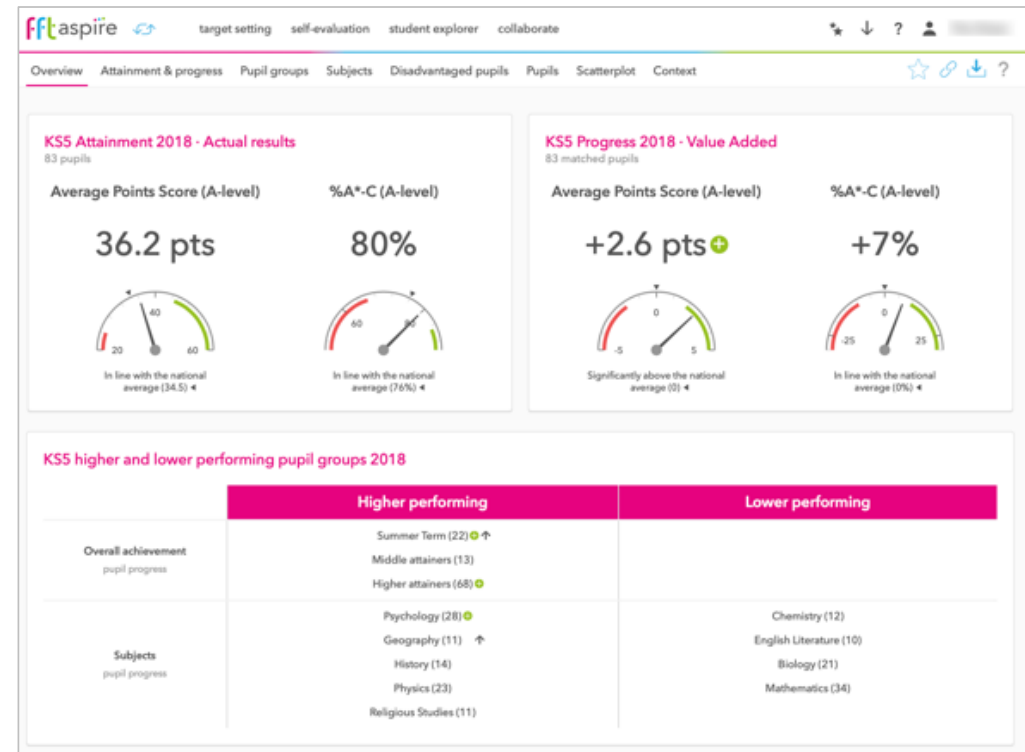 fft aspire
target setting self-evaluation student explorer collaborate
?
Overview Attainment & progress Pupil groups Subjects Disadvantaged pupils Pupils Scatterplot Context
?
KS5 Attainment 2018 - Actual results
83 pupils
Average Points Score (A-level) %A*-C (A-level)
36.2 pts 80%
40
20 60
60 80
In line with the national
average (34.5)
In line with the national
average (76%)
KS5 Progress 2018 - Value Added
83 matched pupils
Average Points Score (A-level) %A*-C (A-level)
+2.6 pts +7%
0
-5 5
0
-25 25
Significantly above the national
average (0)
In line with the national
average (0%)
KS5 higher and lower performing pupil groups 2018
Higher performing Lower performing
Overall achievement
pupil progress
Summer Term (22)
Middle attainers (13)
Higher attainers (68)
Subjects
pupil progress
Psychology (28)
Geography (11)
History (14)
Physics (23)
Religious Studies (11)
Chemistry (12)
English Literature (10)
Biology (21)
Mathematics (34)